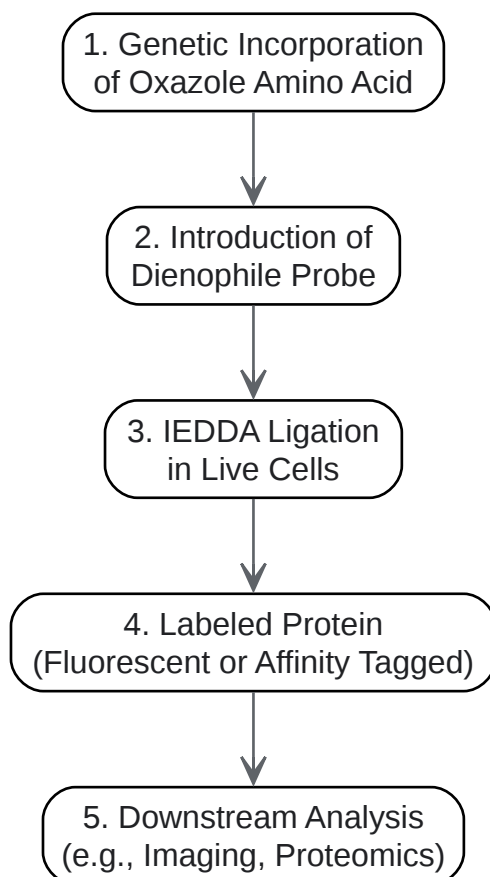 1. Genetic Incorporation
of Oxazole Amino Acid
2. Introduction of
Dienophile Probe
3. IEDDA Ligation
in Live Cells
4. Labeled Protein
(Fluorescent or Affinity Tagged)
5. Downstream Analysis
(e.g., Imaging, Proteomics)